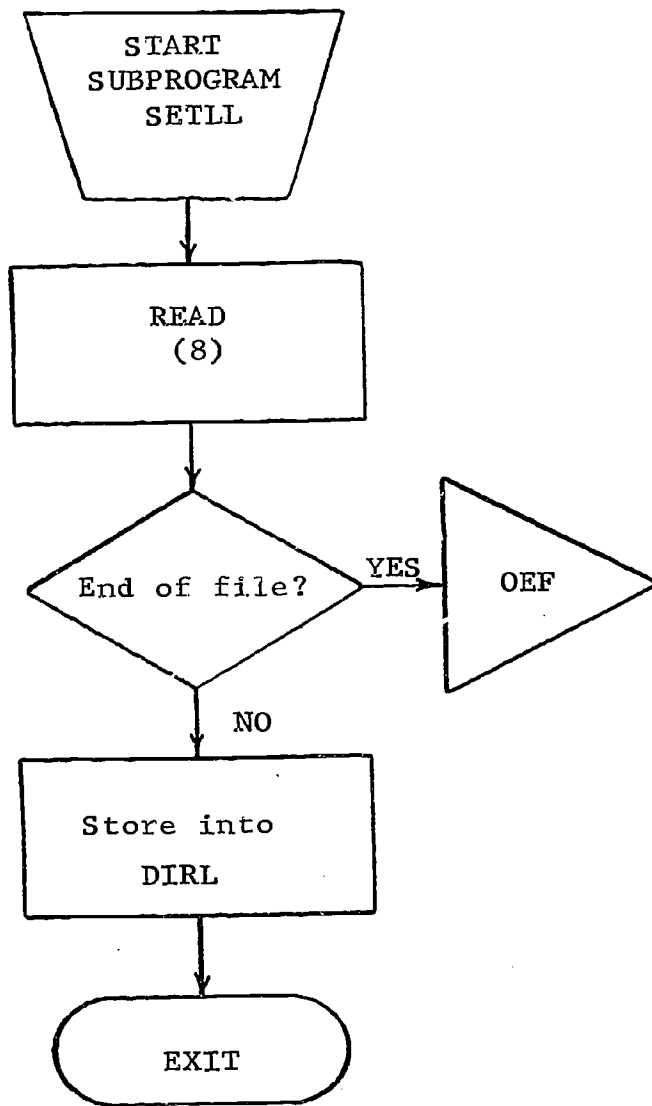 START
SUBPROGRAM
SETLL
READ
(8)
End of file?
YES
OEF
NO
Store into
DIRL
EXIT